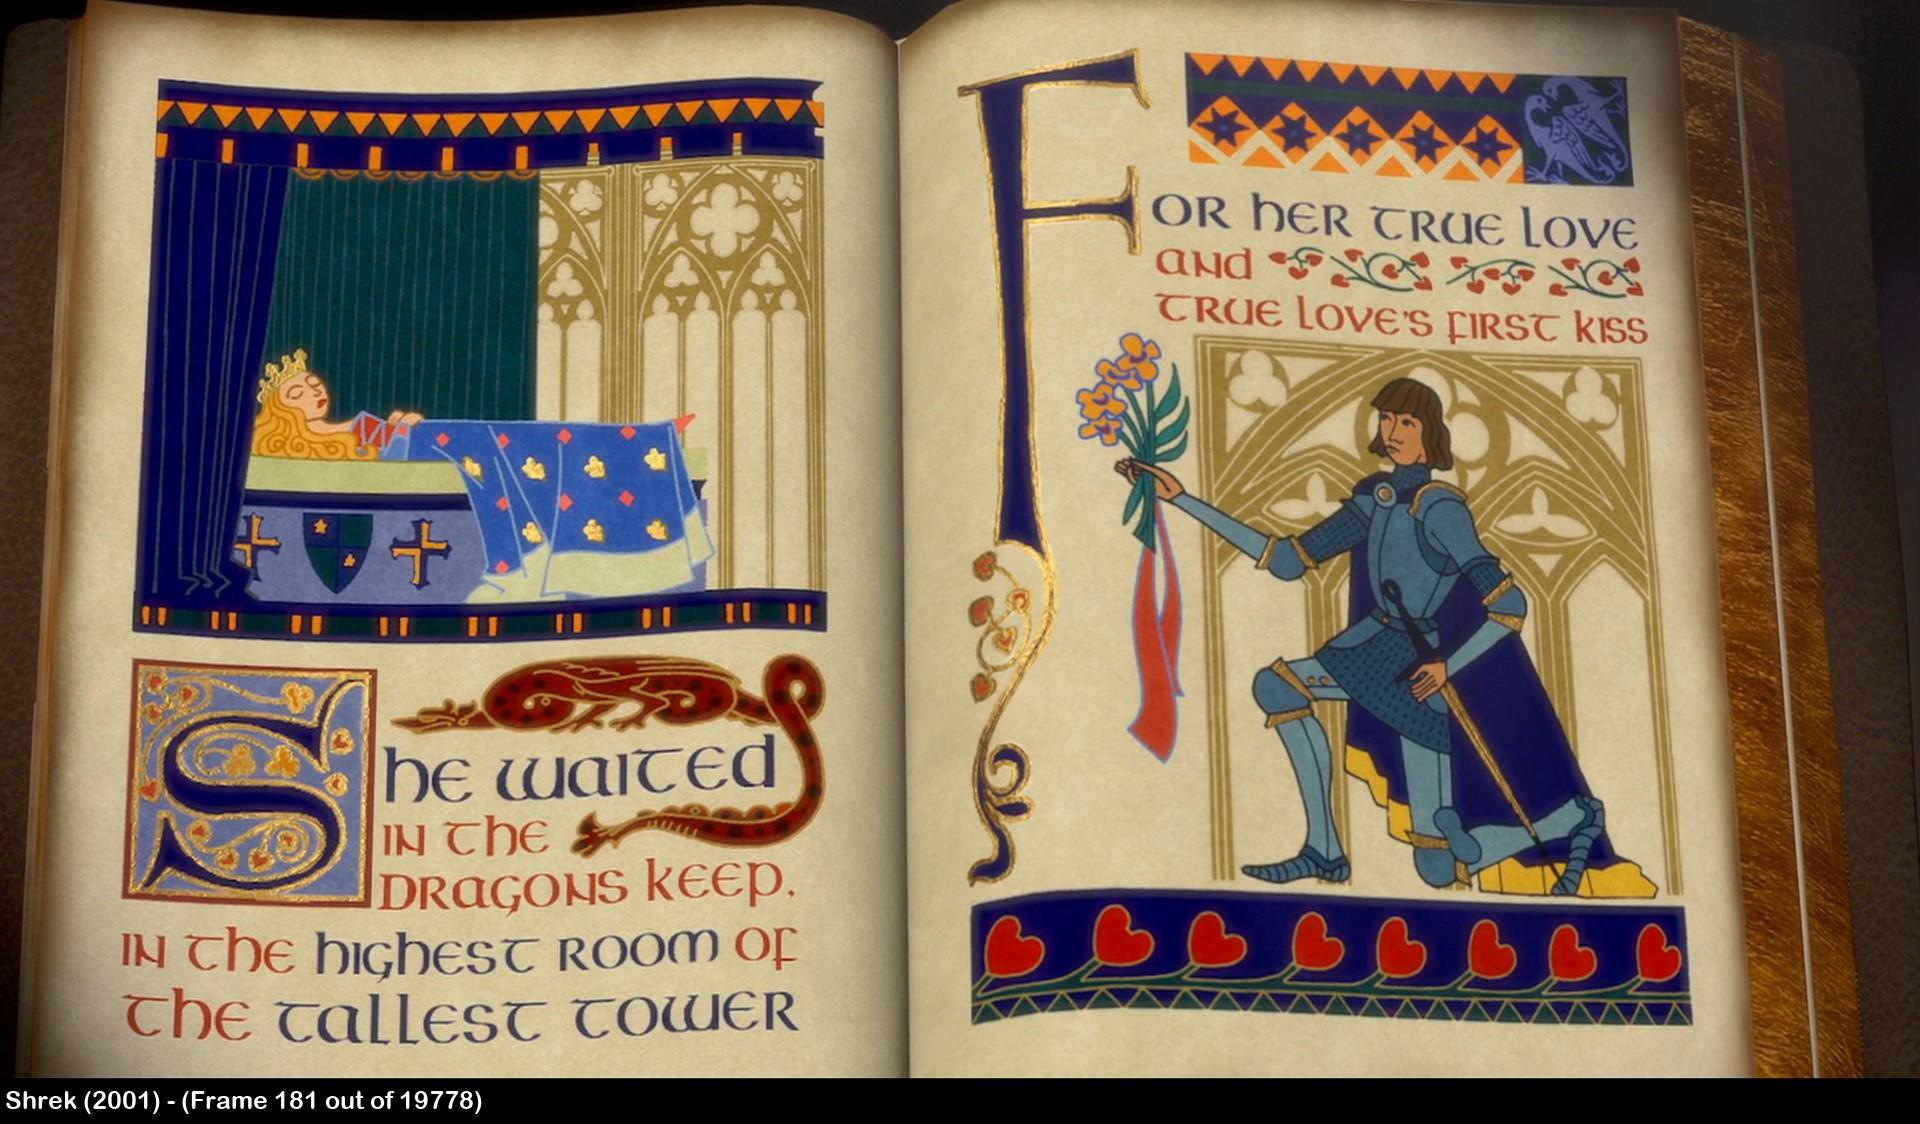 She waited
in the
dragons keep.
in the highest room of
the tallest tower
For her true love
and
true love's first kiss
Shrek (2001) - (Frame 181 out of 19778)